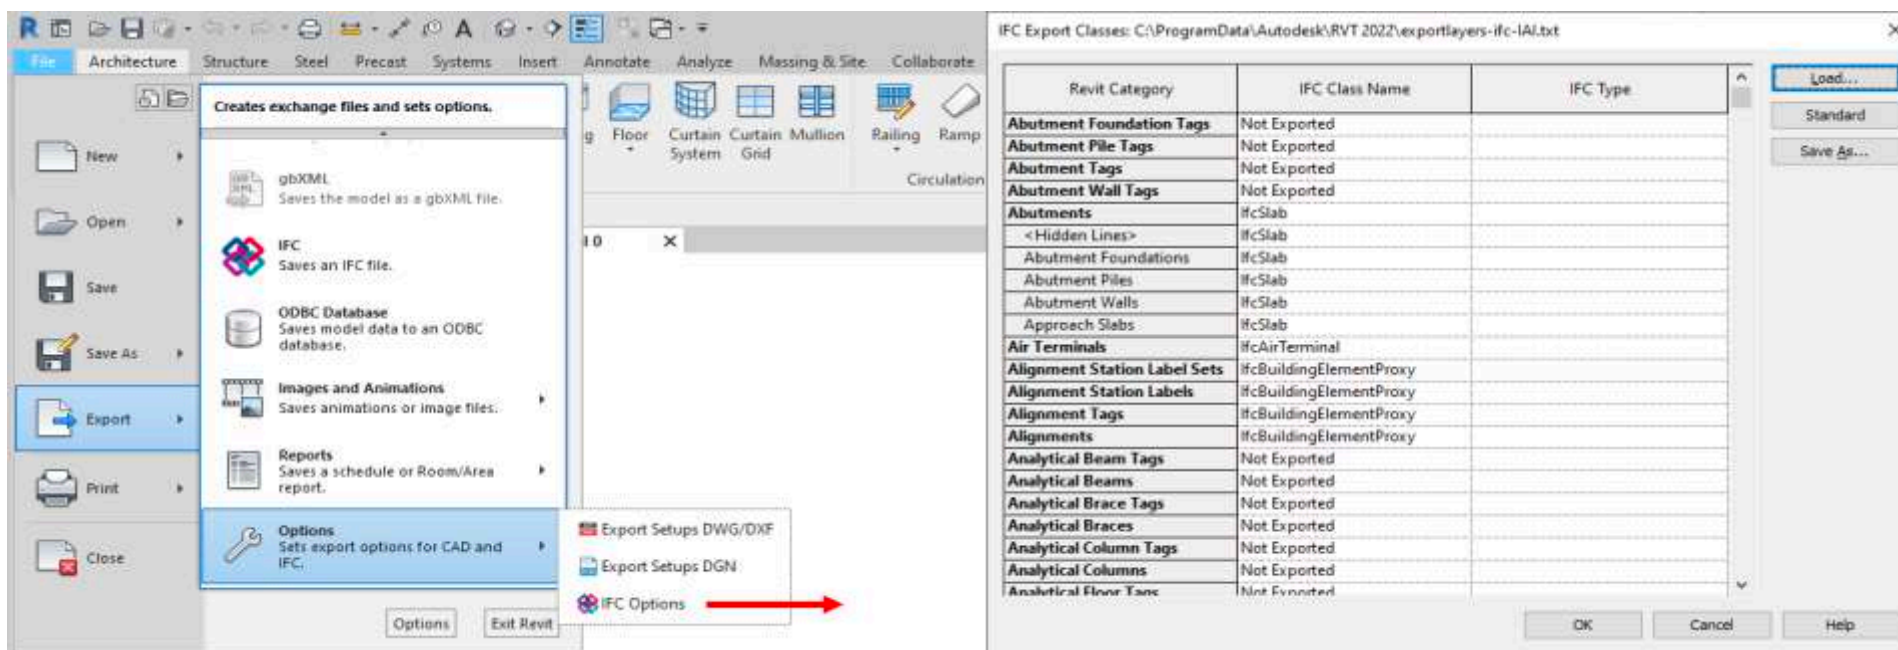 File Architecture Structure Steel Precast Systems Insert Annotate Analyze Massing & Site Collaborate
Creates exchange files and sets options.
New
Open
Save
Save As
Export
Print
Close
gbXML
Saves the model as a gbXML file.
IFC
Saves an IFC file.
ODBC Database
Saves model data to an ODBC
database.
Images and Animations
Saves animations or image files.
Reports
Saves a schedule or Room/Area
report.
Options
Sets export options for CAD and
IFC.
Export Setups DWG/DXF
Export Setups DGN
IFC Options
Options Exit Revit
g Floor Curtain Curtain Mullion Railing Ramp
System Grid
Circulation
IFC Export Classes: C:\ProgramData\Autodesk\RVT 2022\exportlayers-ifc-IAI.txt
Revit Category IFC Class Name IFC Type
Abutment Foundation Tags Not Exported
Abutment Pile Tags Not Exported
Abutment Tags Not Exported
Abutment Wall Tags Not Exported
Abutments IfcSlab
<Hidden Lines> IfcSlab
Abutment Foundations IfcSlab
Abutment Piles IfcSlab
Abutment Walls IfcSlab
Approach Slabs IfcSlab
Air Terminals IfcAirTerminal
Alignment Station Label Sets IfcBuildingElementProxy
Alignment Station Labels IfcBuildingElementProxy
Alignment Tags IfcBuildingElementProxy
Alignments IfcBuildingElementProxy
Analytical Beam Tags Not Exported
Analytical Beams Not Exported
Analytical Brace Tags Not Exported
Analytical Braces Not Exported
Analytical Column Tags Not Exported
Analytical Columns Not Exported
Analytical Floor Tags Not Exported
Load...
Standard
Save As...
OK Cancel Help